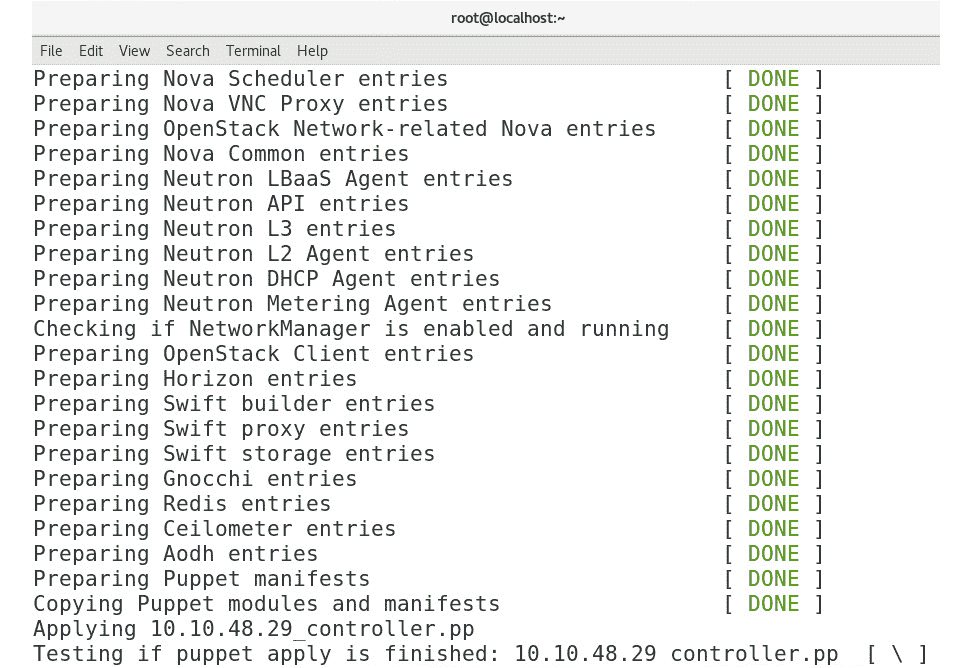 root@localhost:~
File Edit View Search Terminal Help
Preparing Nova Scheduler entries [ DONE ]
Preparing Nova VNC Proxy entries [ DONE ]
Preparing OpenStack Network-related Nova entries [ DONE ]
Preparing Nova Common entries [ DONE ]
Preparing Neutron LBaaS Agent entries [ DONE ]
Preparing Neutron API entries [ DONE ]
Preparing Neutron L3 entries [ DONE ]
Preparing Neutron L2 Agent entries [ DONE ]
Preparing Neutron DHCP Agent entries [ DONE ]
Preparing Neutron Metering Agent entries [ DONE ]
Checking if NetworkManager is enabled and running [ DONE ]
Preparing OpenStack Client entries [ DONE ]
Preparing Horizon entries [ DONE ]
Preparing Swift builder entries [ DONE ]
Preparing Swift proxy entries [ DONE ]
Preparing Swift storage entries [ DONE ]
Preparing Gnocchi entries [ DONE ]
Preparing Redis entries [ DONE ]
Preparing Ceilometer entries [ DONE ]
Preparing Aodh entries [ DONE ]
Preparing Puppet manifests [ DONE ]
Copying Puppet modules and manifests [ DONE ]
Applying 10.10.48.29_controller.pp
Testing if puppet apply is finished: 10.10.48.29 controller.pp [ \ ]